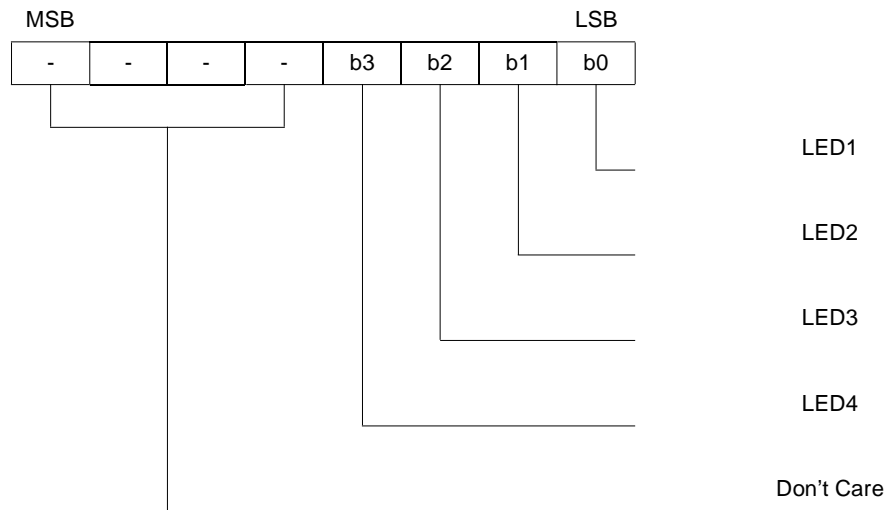 MSB LSB
- - - - b3 b2 b1 b0
LED1
LED2
LED3
LED4
Don't Care